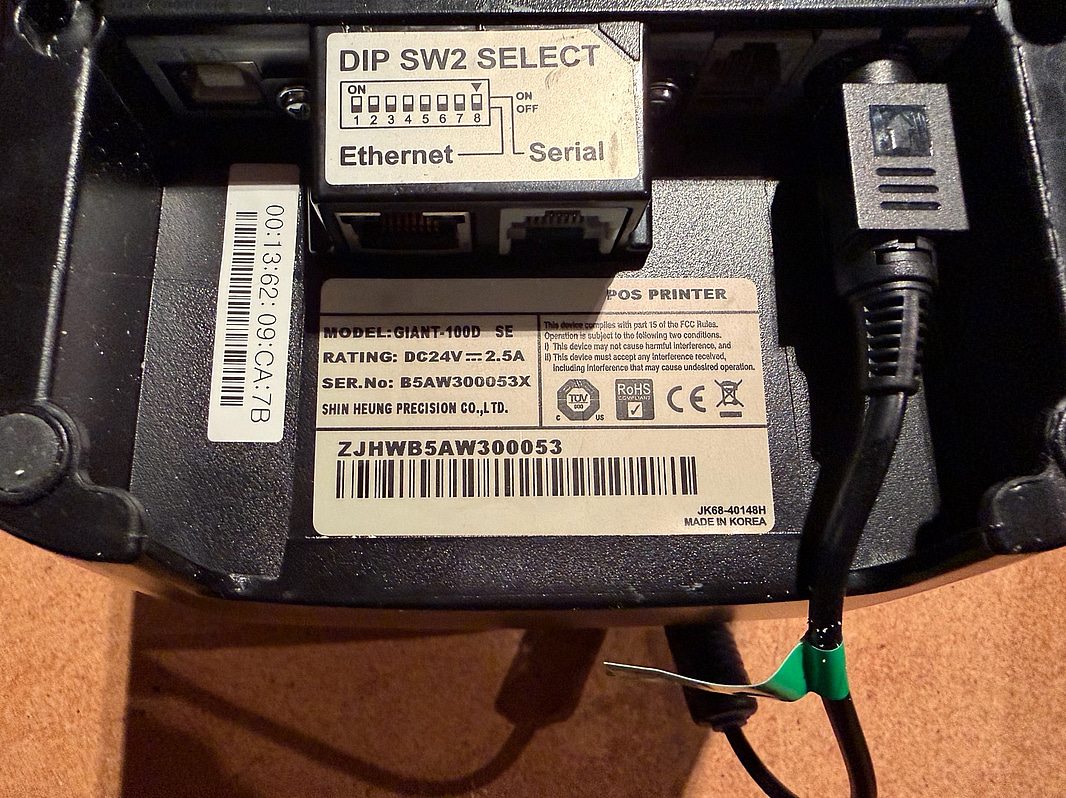 DIP SW2 SELECT
ON
1 2 3 4 5 6 7 8
ON
OFF
Ethernet
Serial
00:13:62:09:CA:7B
POS PRINTER
MODEL:GIANT-100D SE
RATING: DC24V⎓2.5A
SER.No: B5AW300053X
SHIN HEUNG PRECISION CO.,LTD.
This device complies with part 15 of the FCC Rules.
Operation is subject to the following two conditions.
I) This device may not cause harmful interference, and
II) This device must accept any interference received,
including interference that may cause undesired operation.
C TÜV US
RoHS
COMPLIANT
CE
ZJHWB5AW300053
JK68-40148H
MADE IN KOREA